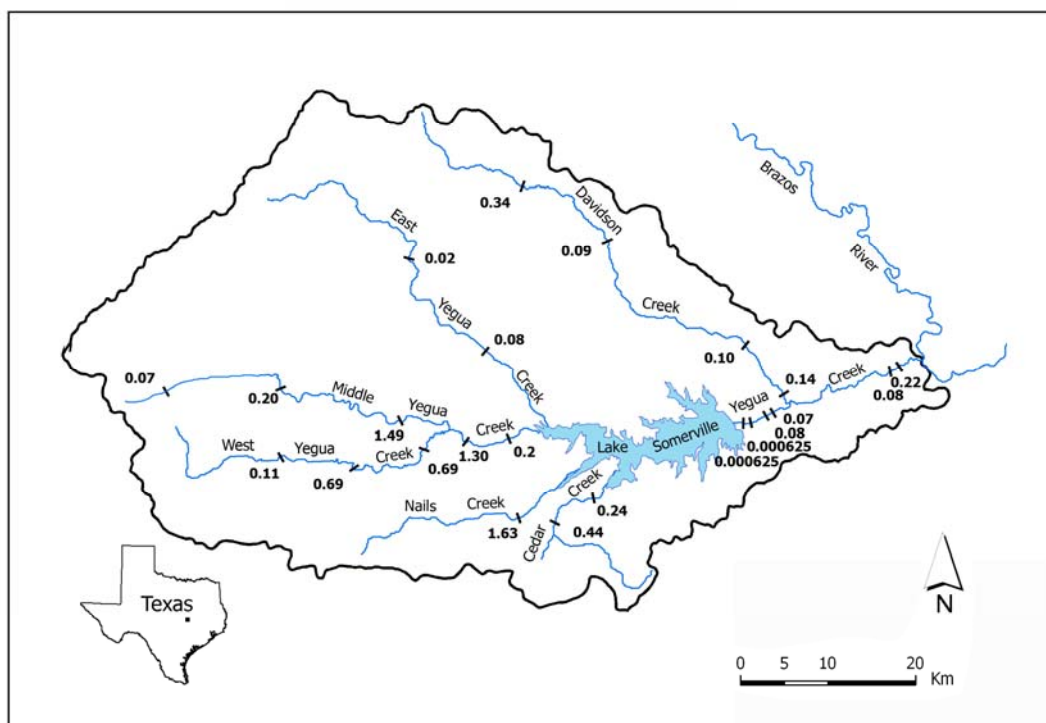 Brazos
River
Davidson
0.34
East
0.09
0.02
Yegua
Creek
0.08
0.10
0.07
0.14
Creek
0.22
0.08
0.20
Middle
Yegua
Creek
Yegua
0.07
0.08
1.49
Creek
Lake
Somerville
0.000625
0.000625
West
Yegua
Creek
0.69
1.30
0.2
0.11
0.69
Nails
Creek
1.63
Creek
0.24
Cedar
0.44
Texas
N
0 5 10 20
Km